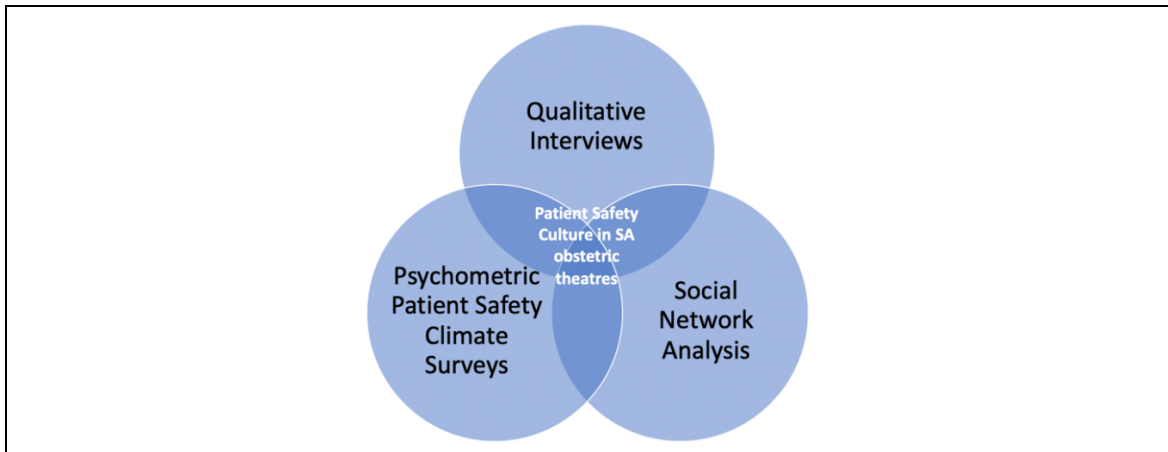 Qualitative
Interviews
Patient Safety
Culture in SA
obstetric
theatres
Psychometric
Patient Safety
Climate
Surveys
Social
Network
Analysis